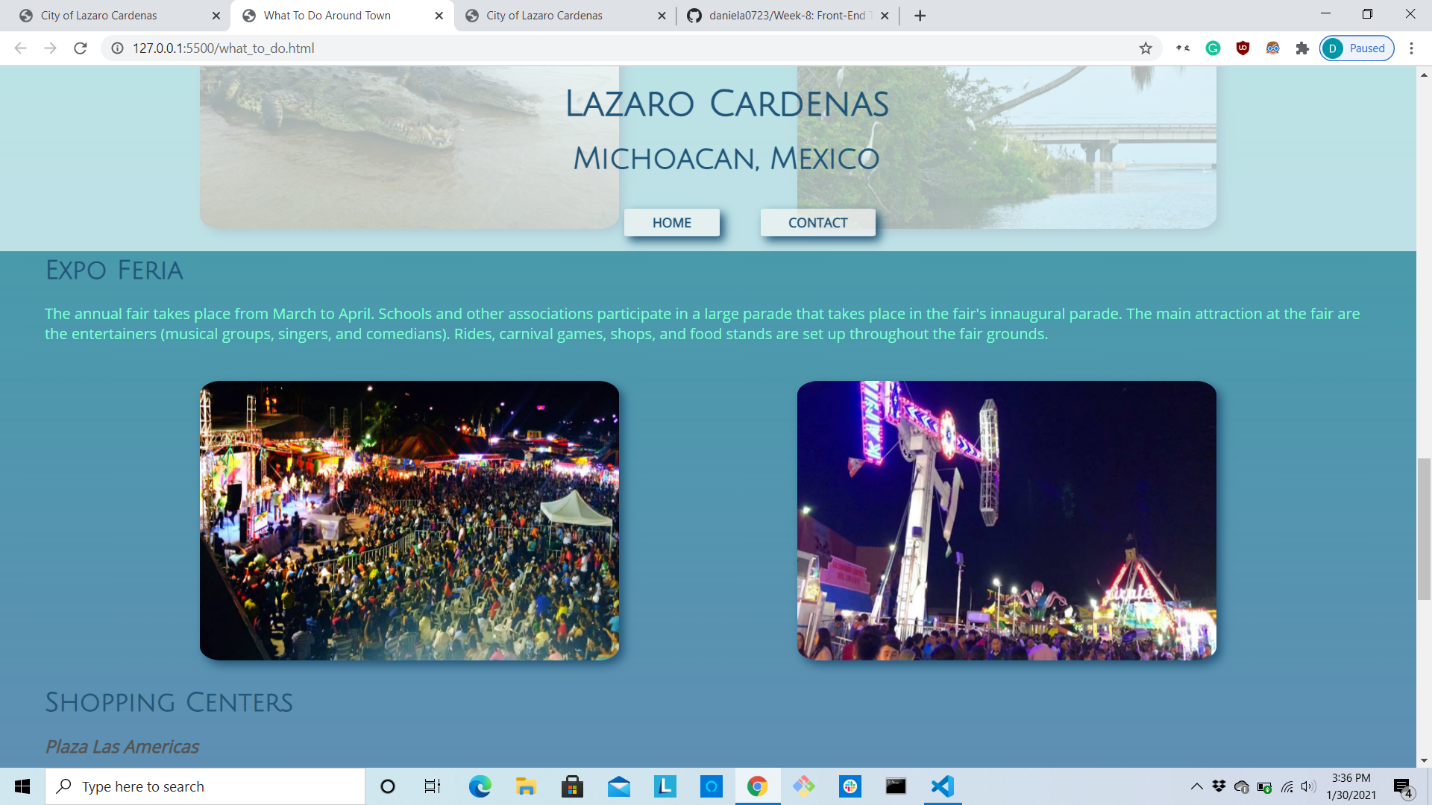 City of Lazaro Cardenas
What To Do Around Town
City of Lazaro Cardenas
daniela0723/Week-8: Front-End
127.0.0.1:5500/what_to_do.html
D Paused
LAZARO CARDENAS
MICHOACAN, MEXICO
HOME CONTACT
EXPO FERIA
The annual fair takes place from March to April. Schools and other associations participate in a large parade that takes place in the fair's innaugural parade. The main attraction at the fair are
the entertainers (musical groups, singers, and comedians). Rides, carnival games, shops, and food stands are set up throughout the fair grounds.
KAMI
pirate
SHOPPING CENTERS
Plaza Las Americas
Type here to search
L
3:36 PM
1/30/2021
4